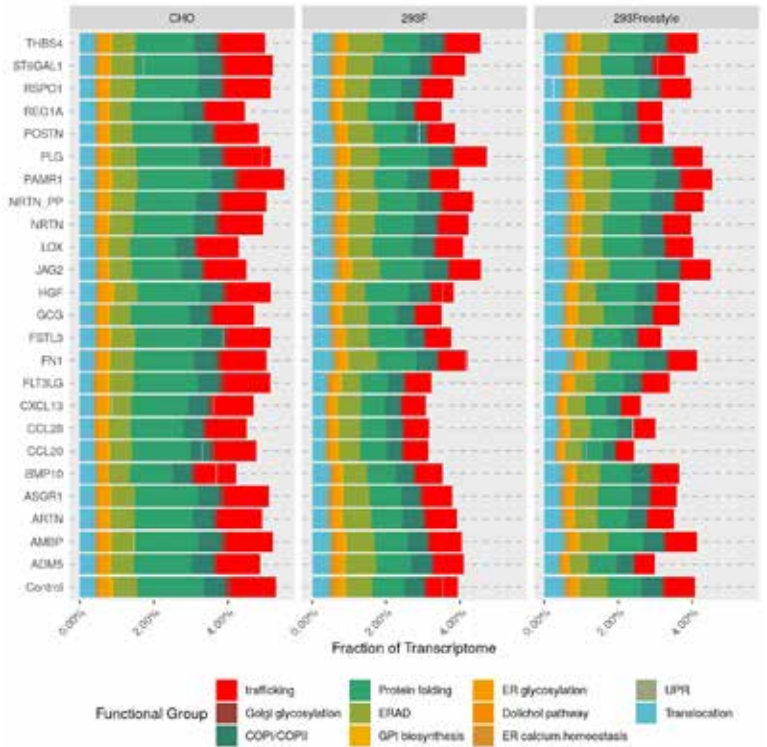 CHO 293F 293Freestyle
THBS4
ST6GAL1
RSPO1
REG1A
POSTN
PLG
PAMR1
NRTN_PP
NRTN
LOX
JAG2
HGF
GCG
FSTL3
FN1
FLT3LG
CXCL13
CCL28
CCL20
BMP10
ASGR1
ARTN
AMBP
ADM5
Control
0.00% 2.00% 4.00% 0.00% 2.00% 4.00% 0.00% 2.00% 4.00%
Fraction of Transcriptome
Functional Group
trafficking Protein folding ER glycosylation UPR
Golgi glycosylation ERAD Dolichol pathway Translocation
COPI/COPII GPI biosynthesis ER calcium homeostasis